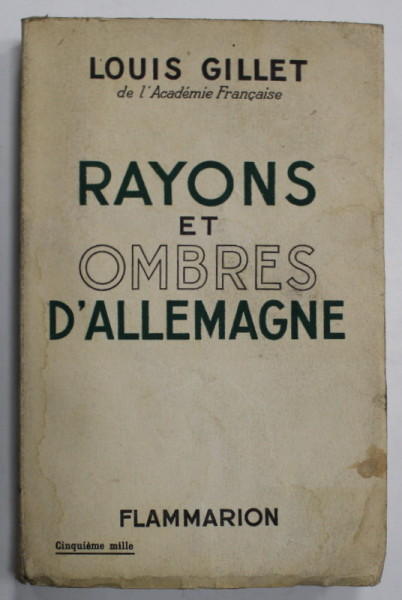 LOUIS GILLET
de l'Académie Française
RAYONS
ET
OMBRES
D'ALLEMAGNE
FLAMMARION
Cinquième mille